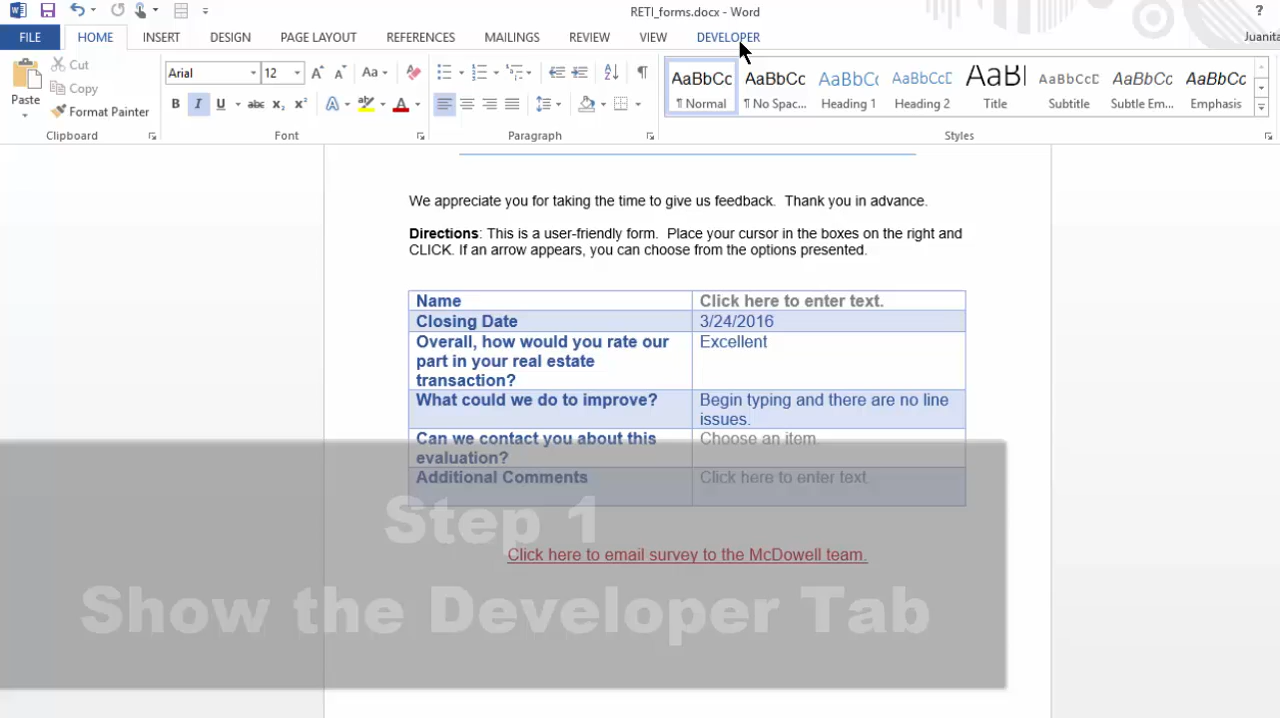 RETI_forms.docx - Word
?
FILE HOME INSERT DESIGN PAGE LAYOUT REFERENCES MAILINGS REVIEW VIEW DEVELOPER Juanita
Paste
Cut
Copy
Format Painter
Clipboard
Arial 12 Aa
B I U abc X₂ X²
A A
Font
Paragraph
AaBbCc AaBbCc AaBbCc AaBbCcD AaBl AaBbCcD AaBbCc AaBbCc
¶ Normal ¶ No Spac... Heading 1 Heading 2 Title Subtitle Subtle Em... Emphasis
Styles
We appreciate you for taking the time to give us feedback. Thank you in advance.
Directions: This is a user-friendly form. Place your cursor in the boxes on the right and
CLICK. If an arrow appears, you can choose from the options presented.
Name Click here to enter text.
Closing Date 3/24/2016
Overall, how would you rate our Excellent
part in your real estate
transaction?
What could we do to improve? Begin typing and there are no line
issues.
Can we contact you about this Choose an item.
evaluation?
Additional Comments Click here to enter text.
Step 1
Click here to email survey to the McDowell team.
Show the Developer Tab